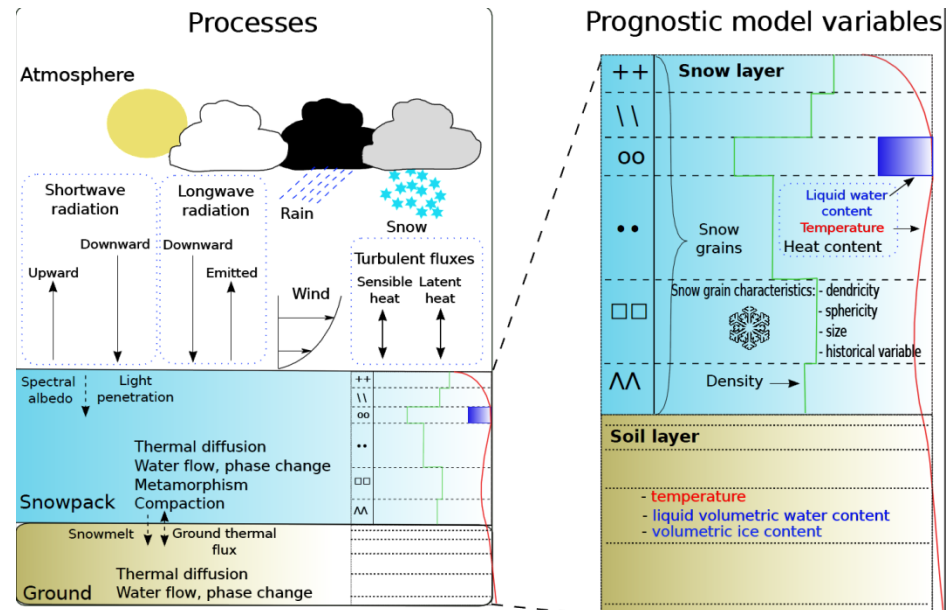 Processes
Atmosphere
Shortwave
radiation
Longwave
radiation
Rain
Snow
Downward
Downward
Upward
Emitted
Wind
Turbulent fluxes
Sensible
heat
Latent
heat
Spectral
albedo
Light
penetration
Thermal diffusion
Water flow, phase change
Metamorphism
Compaction
Snowpack
Snowmelt
Ground thermal
flux
Thermal diffusion
Water flow, phase change
Ground
++
\\
oo
••
□□
ΛΛ
Prognostic model variables
++
\\
oo
••
□□
ΛΛ
Snow layer
Liquid water
content
Temperature
Heat content
Snow
grains
Snow grain characteristics: - dendricity
- sphericity
- size
- historical variable
Density
Soil layer
- temperature
- liquid volumetric water content
- volumetric ice content